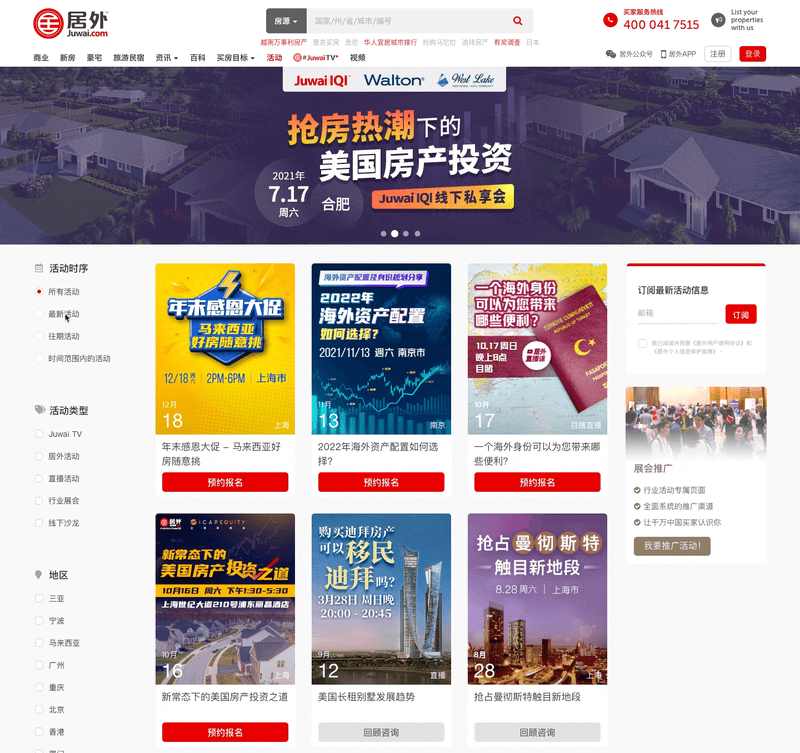 居外
Juwai.com
房源
国家/州/省/城市/编号
越南万事利房产 普吉买房 悉尼 华人宜居城市排行 抢购马尼拉 迪拜房产 有奖调查 日本
买家服务热线
400 041 7515
List your
properties
with us
商业 新房 豪宅 旅游民宿 资讯 百科 买房目标 活动 #JuwaiTV+ 视频
居外公众号 居外APP 注册 登录
Juwai IQI Walton West Lake
抢房热潮下的
美国房产投资
2021年
7.17
周六
合肥
Juwai IQI 线下私享会
活动时序
所有活动
最新活动
往期活动
时间范围内的活动
活动类型
Juwai TV
居外活动
直播活动
行业展会
线下沙龙
地区
三亚
宁波
马来西亚
广州
重庆
北京
香港
年末感恩大促
马来西亚
好房随意挑
12/18 周六 | 2PM-6PM | 上海市
12月
18
上海
年末感恩大促 – 马来西亚好
房随意挑
预约报名
海外资产配置及身份规划分享
2022年
海外资产配置
如何选择?
2021/11/13 週六 南京市
11月
13
南京
2022年海外资产配置如何选
择?
预约报名
一个海外身份
可以为您带来
哪些便利?
10.17 周日
晚上8点
目睹
居外
直播课
10月
17
目睹直播
一个海外身份可以为您带来哪
些便利?
预约报名
居外 ICAPEQUITY
新常态下的
美国房产投资之道
10月16日 周六 下午1:30-5:30
上海世纪大道210号浦东丽晶酒店
10月
16
上海
新常态下的美国房产投资之道
预约报名
购买迪拜房产
可以移民
迪拜吗?
3月28日 周日晚
20:00 - 20:45
9月
12
直播
美国长租别墅发展趋势
回顾咨询
抢占曼彻斯特
触目新地段
8.28 周六 | 上海市
8月
28
上海
抢占曼彻斯特触目新地段
回顾咨询
订阅最新活动信息
邮箱
订阅
我已阅读并同意《居外用户使用协议》和
《居外个人信息保护政策》。
展会推广
行业活动专属页面
全面系统的推广渠道
让千万中国买家认识你
我要推广活动!